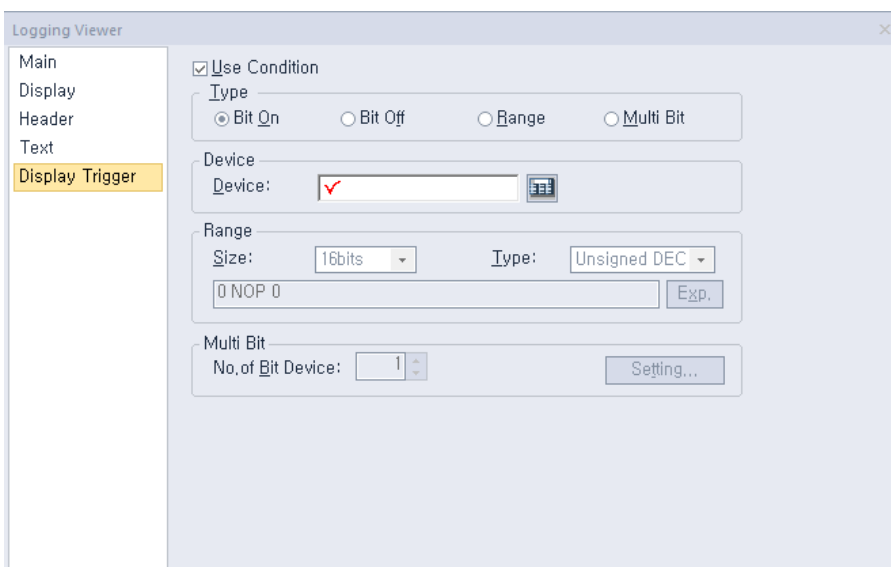 Logging Viewer
Main
Display
Header
Text
Display Trigger
Use Condition
Type
Bit On
Bit Off
Range
Multi Bit
Device
Device:
Range
Size:
16bits
Type:
Unsigned DEC
0 NOP 0
Exp.
Multi Bit
No.of Bit Device:
1
Setting...